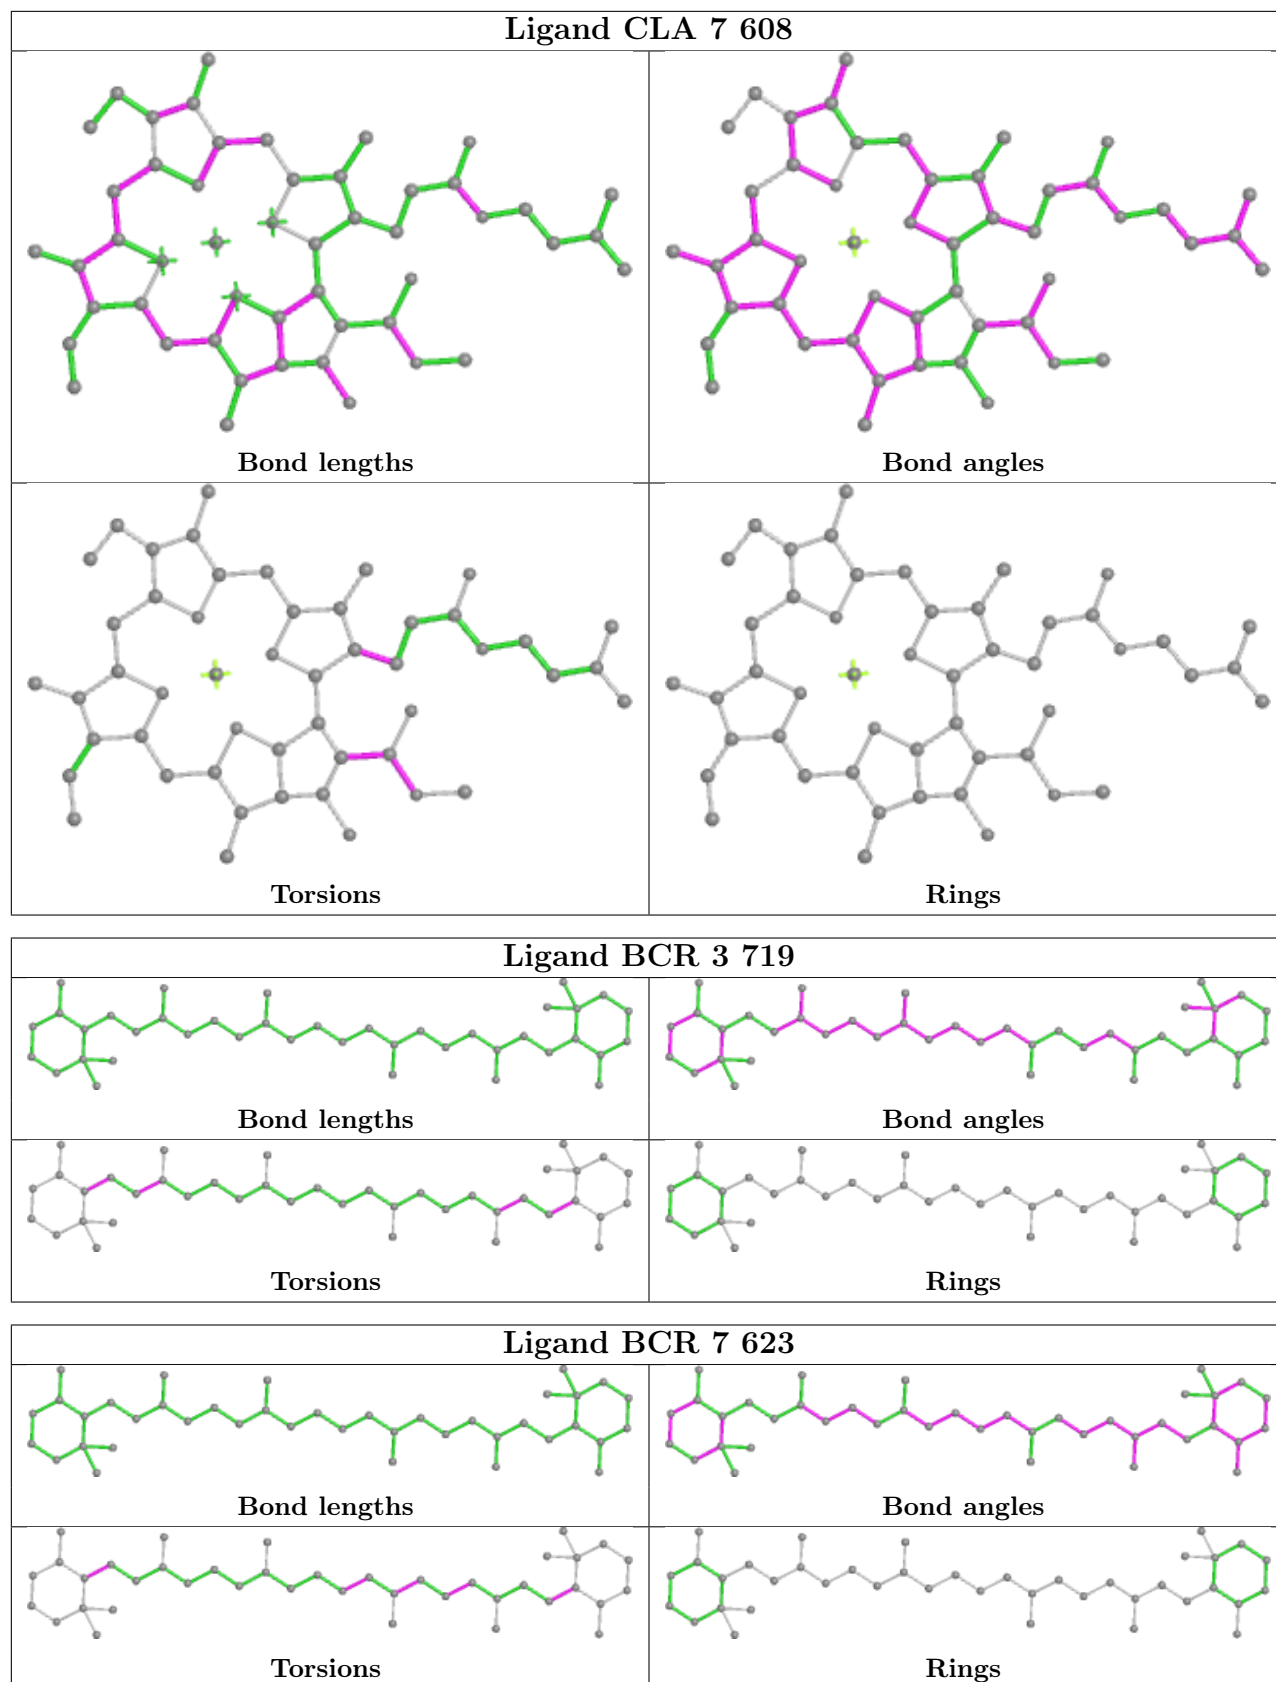 Ligand CLA 7 608
Bond lengths
Bond angles
Torsions
Rings
Ligand BCR 3 719
Bond lengths
Bond angles
Torsions
Rings
Ligand BCR 7 623
Bond lengths
Bond angles
Torsions
Rings